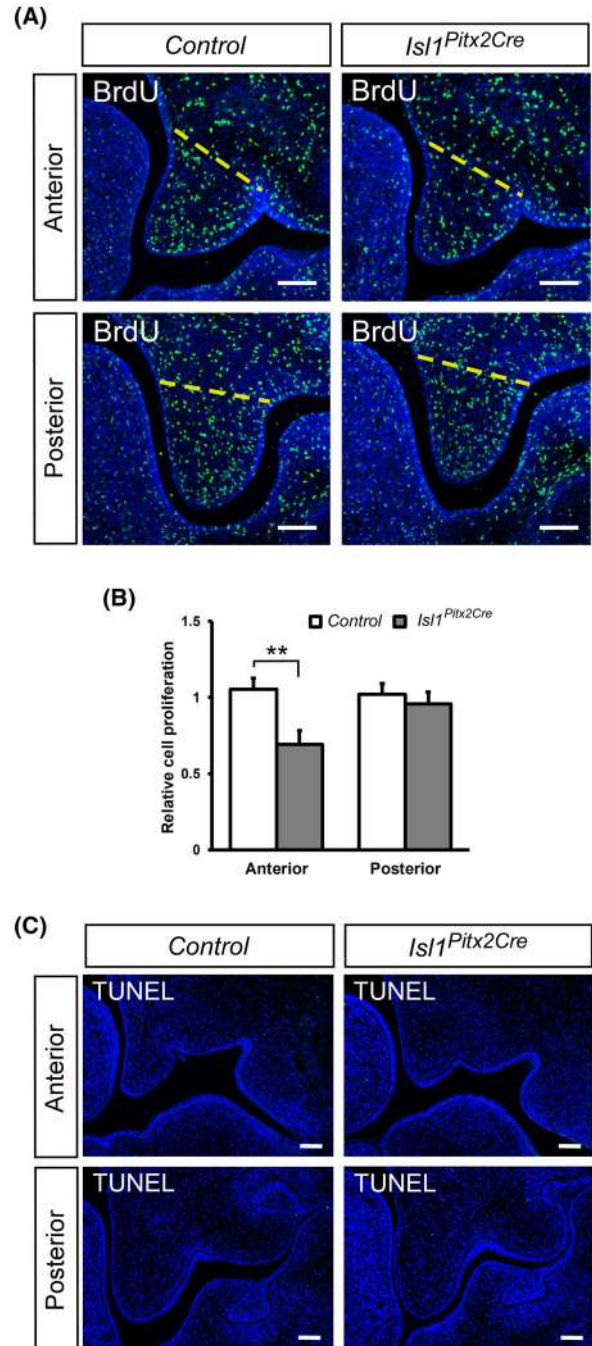 (A)
Control Isl1Pitx2Cre
Anterior
BrdU BrdU
Posterior
BrdU BrdU
(B)
Control Isl1Pitx2Cre
Relative cell proliferation
1.5
1
0.5
0
**
Anterior Posterior
(C)
Control Isl1Pitx2Cre
Anterior
TUNEL TUNEL
Posterior
TUNEL TUNEL